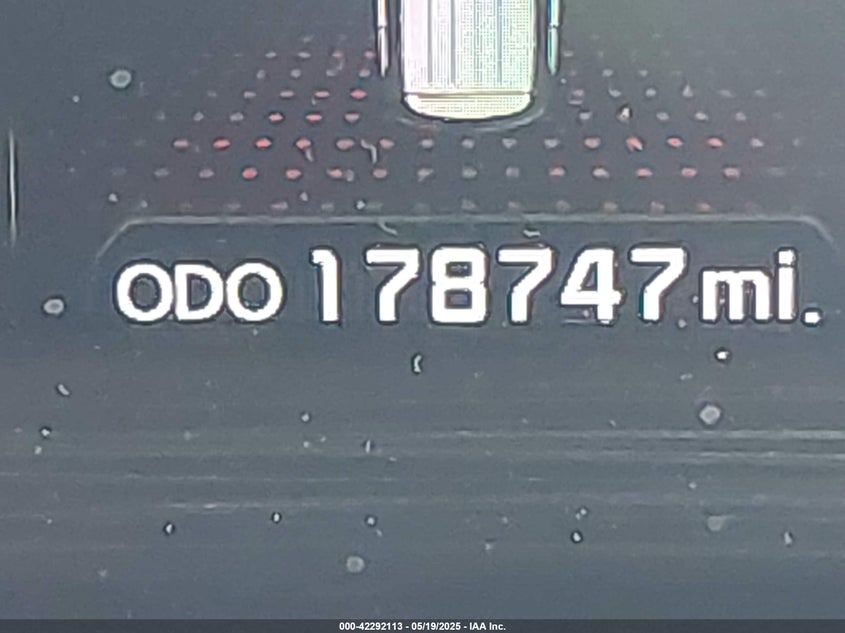 ODO 178747 mi.
000-42292113 - 05/19/2025 - IAA Inc.